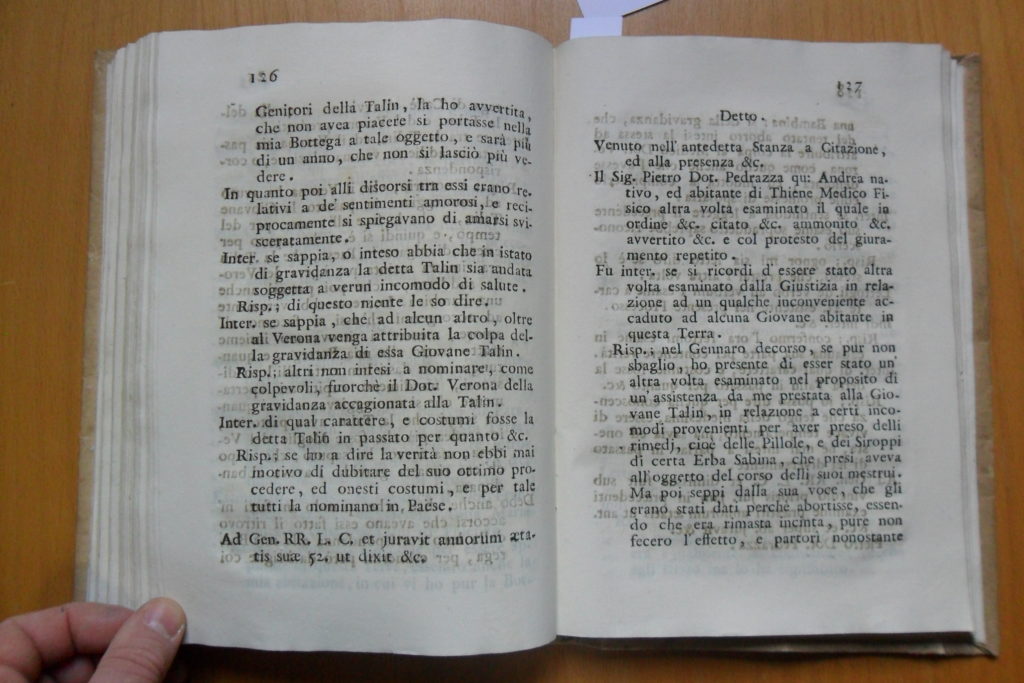 126
Genitori della Talin, la ho avvertita,
che non avea piacere si portasse nella
mia Bottega a tale oggetto, e sarà più
di un anno, che non si lasciò più ve-
dere.
In quanto poi alli discorsi tra essi erano re-
lativi a de' sentimenti amorosi, e reci-
procamente si spiegavano di amarsi svi-
sceratamente.
Inter. se sappia, o inteso abbia che in istato
di gravidanza la detta Talin sia andata
soggetta a verun incomodo di salute.
Risp.; di questo niente le so dire.
Inter. se sappia, che ad alcun altro, oltre
al Verona venga attribuita la colpa del-
la gravidanza di essa Giovane Talin.
Risp.; altri non intesi a nominare, come
colpevoli, fuorchè il Dot. Verona della
gravidanza accagionata alla Talin.
Inter. di qual carattere, e costumi fosse la
detta Talin in passato per quanto &c.
Risp.; se ho a dire la verità non ebbi mai
motivo di dubitare del suo ottimo pro-
cedere, ed onesti costumi, e per tale
tutti la nominano in Paese.
Ad Gen. RR. L. C. et juravit annorum æta-
tis suæ 52. ut dixit &c.
127
Detto.
Venuto nell'antedetta Stanza a Citazione,
ed alla presenza &c.
Il Sig. Pietro Dot. Pedrazza qu: Andrea na-
tivo, ed abitante di Thiene Medico Fi-
sico altra volta esaminato il quale in
ordine &c. citato &c. ammonito &c.
avvertito &c. e col protesto del giura-
mento repetito.
Fu inter. se si ricordi d'essere stato altra
volta esaminato dalla Giustizia in rela-
zione ad un qualche inconveniente ac-
caduto ad alcuna Giovane abitante in
questa Terra.
Risp.; nel Gennaro decorso, se pur non
sbaglio, ho presente di esser stato un'
altra volta esaminato nel proposito di
un'assistenza da me prestata alla Gio-
vane Talin, in relazione a certi inco-
modi provenienti per aver preso delli
rimedj, cioè delle Pillole, e dei Siroppi
di certa Erba Sabina, che presi aveva
all'oggetto del corso delli suoi mestrui.
Ma poi seppi dalla sua voce, che gli
erano stati dati perchè abortisse, essen-
do che era rimasta incinta, pure non
fecero l'effetto, e partorì nonostante